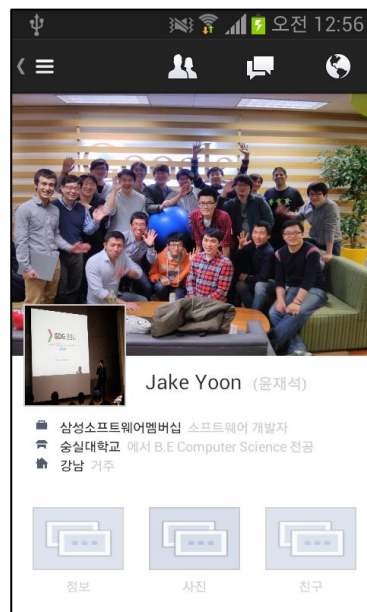 오전 12:56
Jake Yoon (윤재석)
삼성소프트웨어멤버십 소프트웨어 개발자
숭실대학교 에서 B.E Computer Science 전공
강남 거주
정보 사진 친구